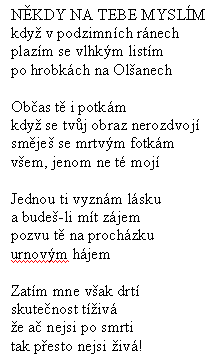 NĚKDY NA TEBE MYSLÍM
když v podzimních ránech
plazím se vlhkým listím
po hrobkách na Olšanech

Občas tě i potkám
když se tvůj obraz nerozdvojí
směješ se mrtvým fotkám
všem, jenom ne té mojí

Jednou ti vyznám lásku
a budeš-li mít zájem
pozvu tě na procházku
urnovým hájem

Zatím mne však drtí
skutečnost tíživá
že ač nejsi po smrti
tak přesto nejsi živá!